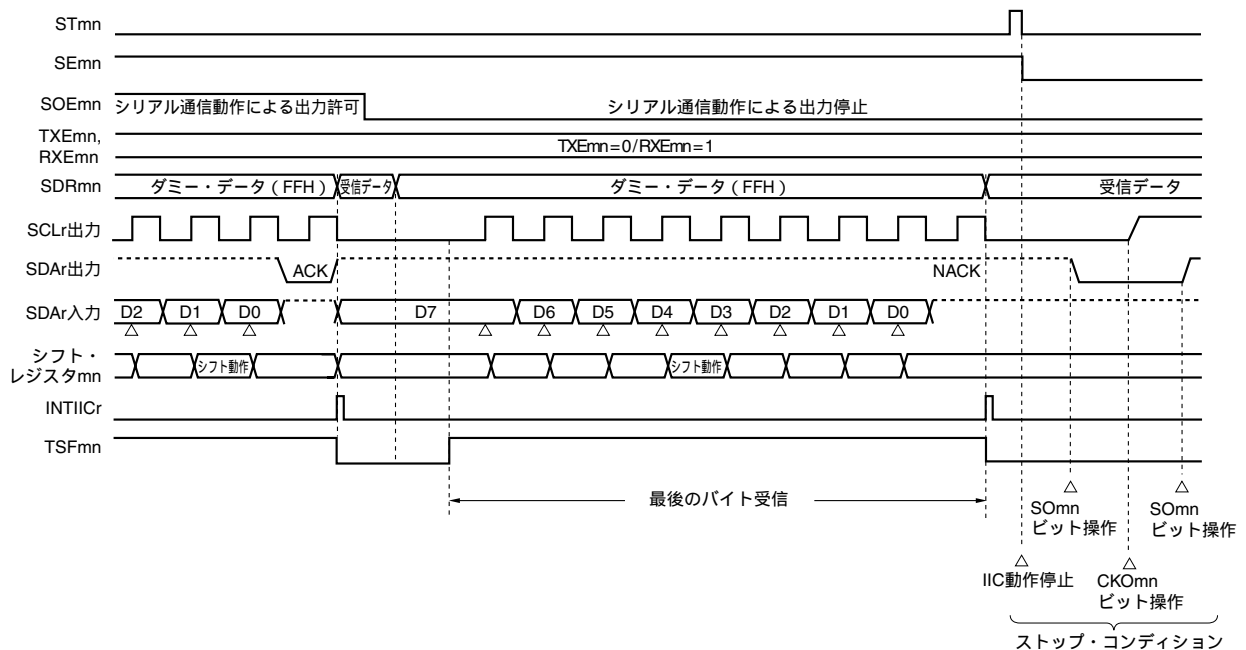 STmn
SEmn
SOEmn シリアル通信動作による出力許可 シリアル通信動作による出力停止
TXEmn,
RXEmn
TXEmn=0/RXEmn=1
SDRmn ダミー・データ（FFH） 受信データ ダミー・データ（FFH） 受信データ
SCLr出力
SDAr出力 ACK NACK
SDAr入力 D2 D1 D0 D7 D6 D5 D4 D3 D2 D1 D0
シフト・
レジスタmn
シフト動作 シフト動作
INTIICr
TSFmn
最後のバイト受信
SOmn
ビット操作
SOmn
ビット操作
IIC動作停止
CKOmn
ビット操作
ストップ・コンディション